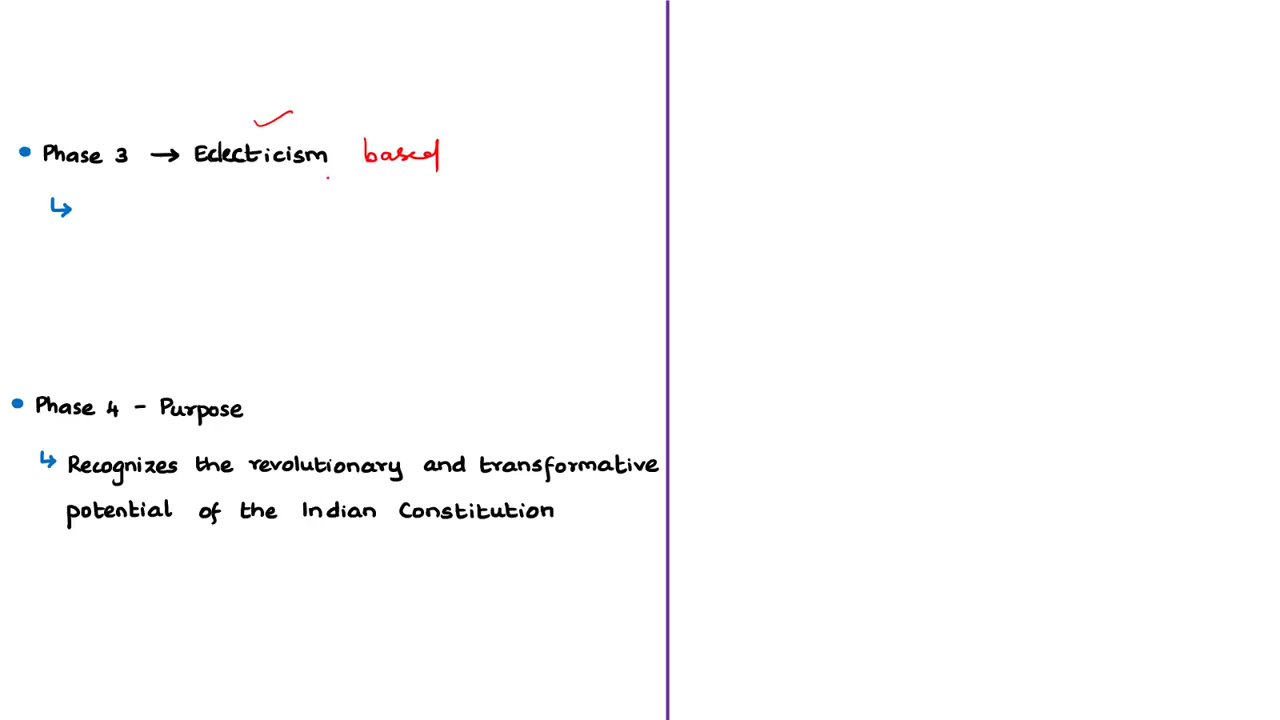 • Phase 3 → Eclecticism based
↳
• Phase 4 - Purpose
↳ Recognizes the revolutionary and transformative
potential of the Indian Constitution